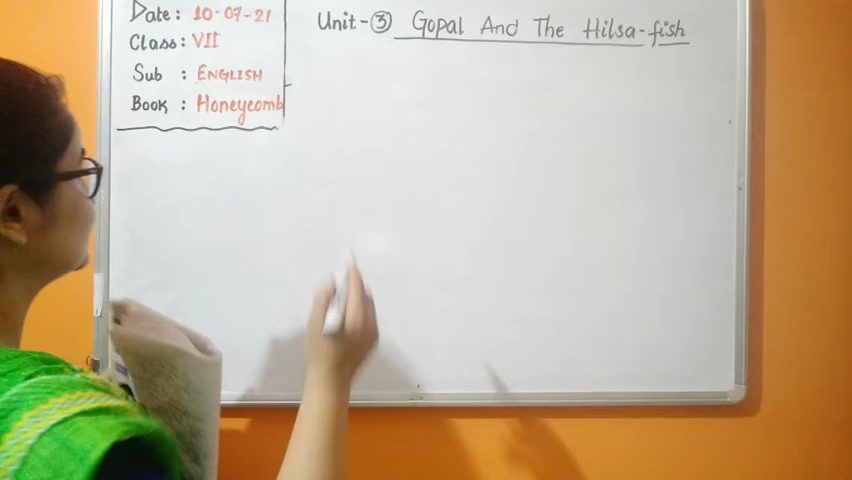 Date : 10-07-21
Class : VII
Sub : ENGLISH
Book : Honeycomb
Unit - ③ Gopal And The Hilsa-fish